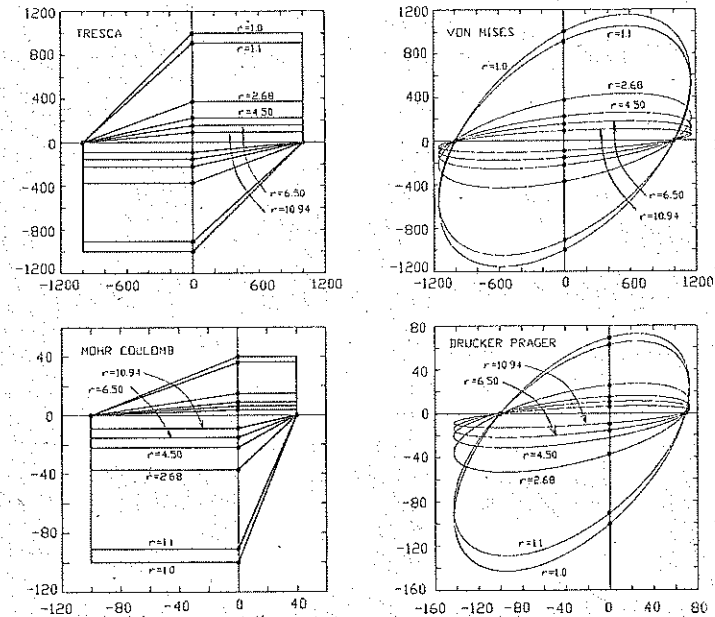 TRESCA
1200
800
400
0
-400
-800
-1200
-1200
-600
0
600
1200
r=1.0
r=1.1
r=2.68
r=4.50
r=6.50
r=10.94
VON MISES
1200
800
400
0
-400
-800
-1200
-1200
-600
0
600
1200
r=1.0
r=1.1
r=2.68
r=4.50
r=6.50
r=10.94
MOHR COULOMB
40
0
-40
-80
-120
-120
-80
-40
0
40
r=10.94
r=6.50
r=4.50
r=2.68
r=1.1
r=1.0
DRUCKER PRAGER
80
40
0
-40
-80
-120
-160
-160
-120
-80
-40
0
40
80
r=10.94
r=6.50
r=4.50
r=2.68
r=1.1
r=1.0